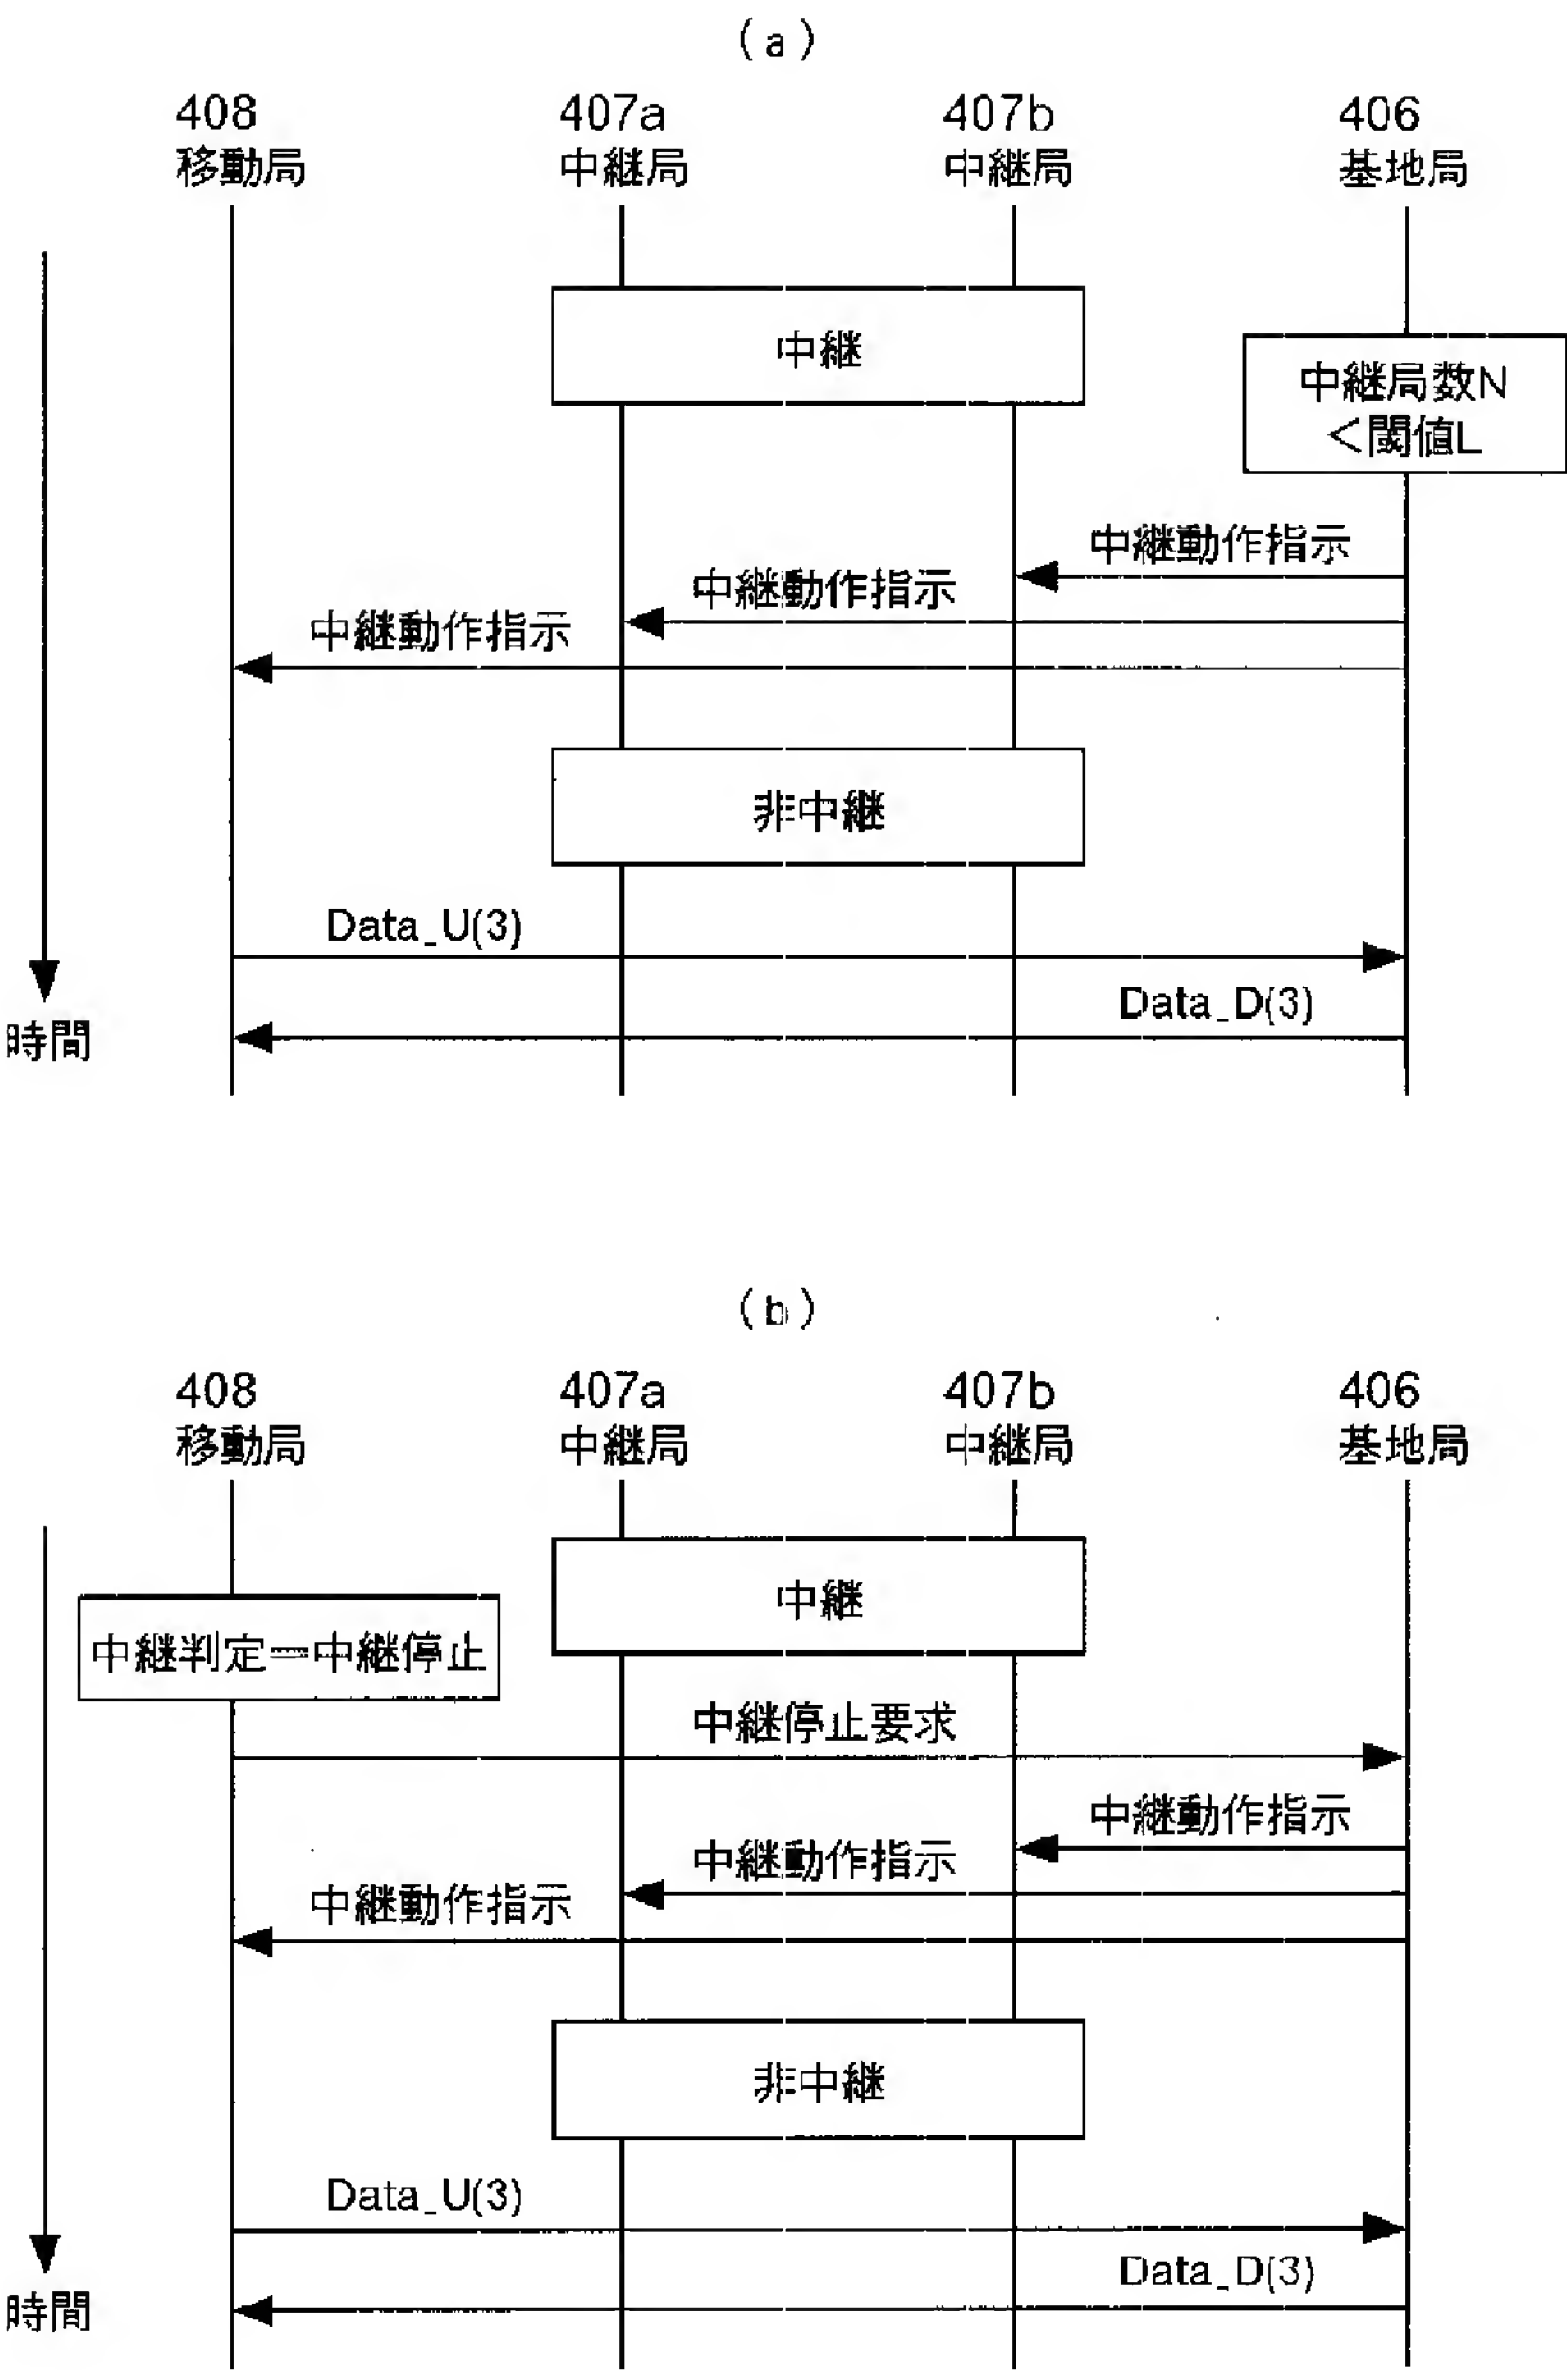 (a)
408 407a 407b 406
移動局 中継局 中継局 基地局
中継
中継局数N
<閾値L
中継動作指示
中継動作指示
中継動作指示
非中継
Data_U(3)
Data_D(3)
時間
(b)
408 407a 407b 406
移動局 中継局 中継局 基地局
中継
中継判定=中継停止
中継停止要求
中継動作指示
中継動作指示
中継動作指示
非中継
Data_U(3)
Data_D(3)
時間